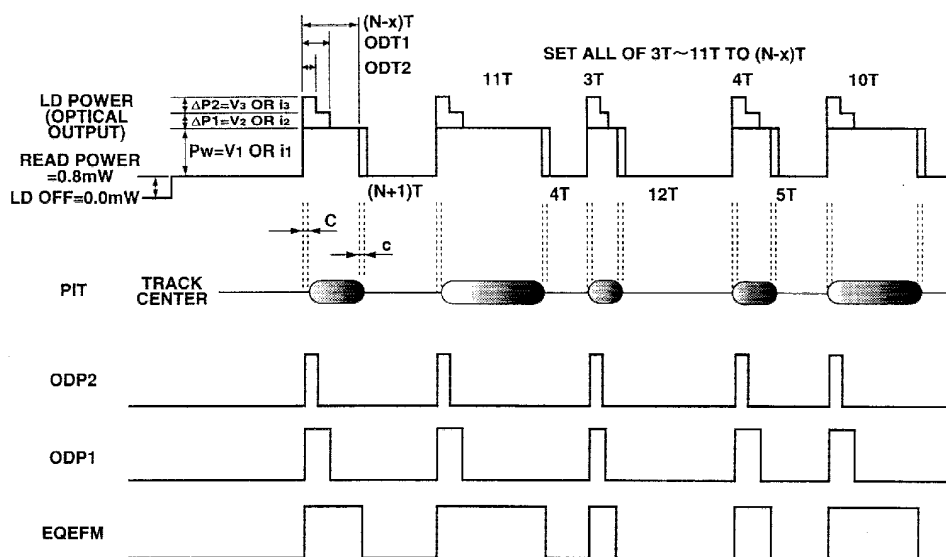 (N-x)T
ODT1
ODT2
SET ALL OF 3T~11T TO (N-x)T
11T
3T
4T
10T
LD POWER
(OPTICAL
OUTPUT)
ΔP2=V3 OR i3
ΔP1=V2 OR i2
Pw=V1 OR i1
READ POWER
=0.8mW
LD OFF=0.0mW
(N+1)T
4T
12T
5T
C
c
PIT
TRACK
CENTER
ODP2
ODP1
EQEFM